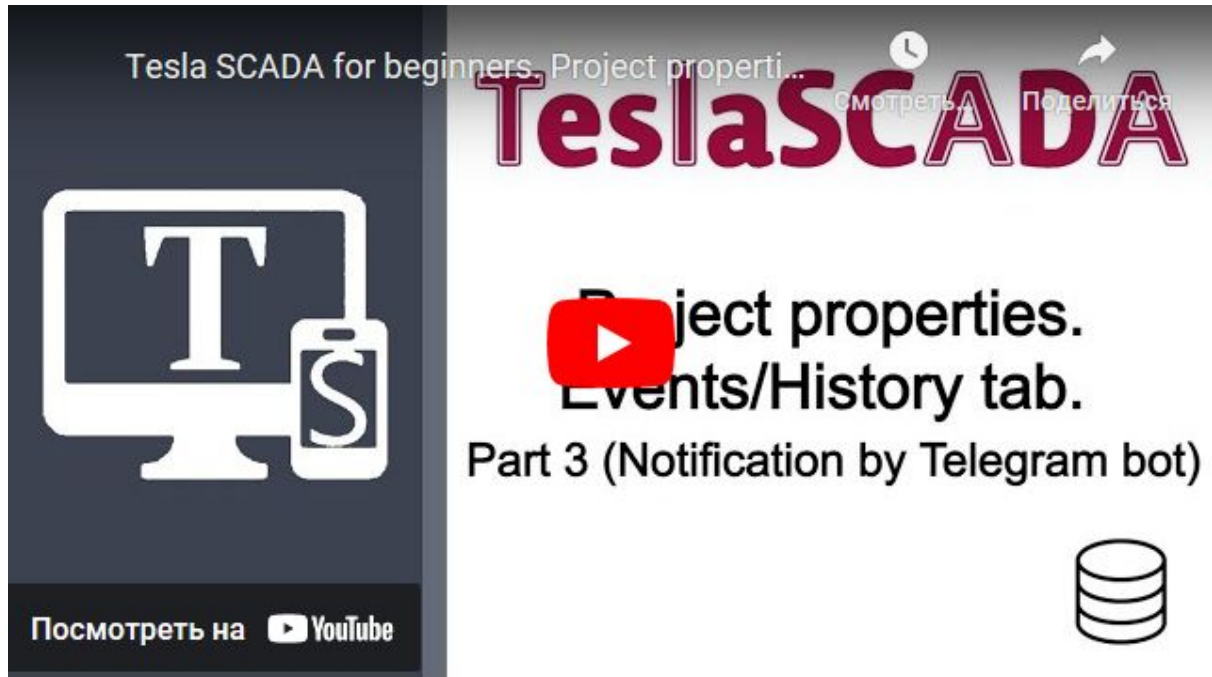 Tesla SCADA for beginners. Project properti...
Смотреть...
Поделиться
TeslaSCADA
T
S
Project properties.
Events/History tab.
Part 3 (Notification by Telegram bot)
Посмотреть на YouTube